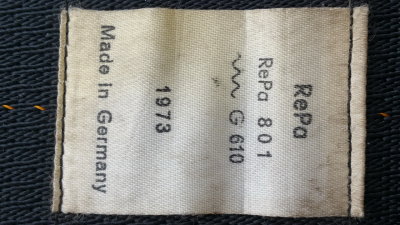 RePa
RePa 801
~~ G 610
1973
Made in Germany